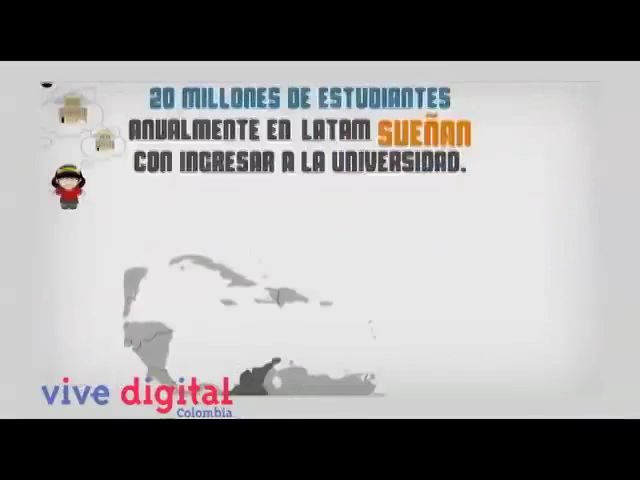 20 MILLONES DE ESTUDIANTES
ANUALMENTE EN LATAM SUEÑAN
CON INGRESAR A LA UNIVERSIDAD.
vive digital
Colombia